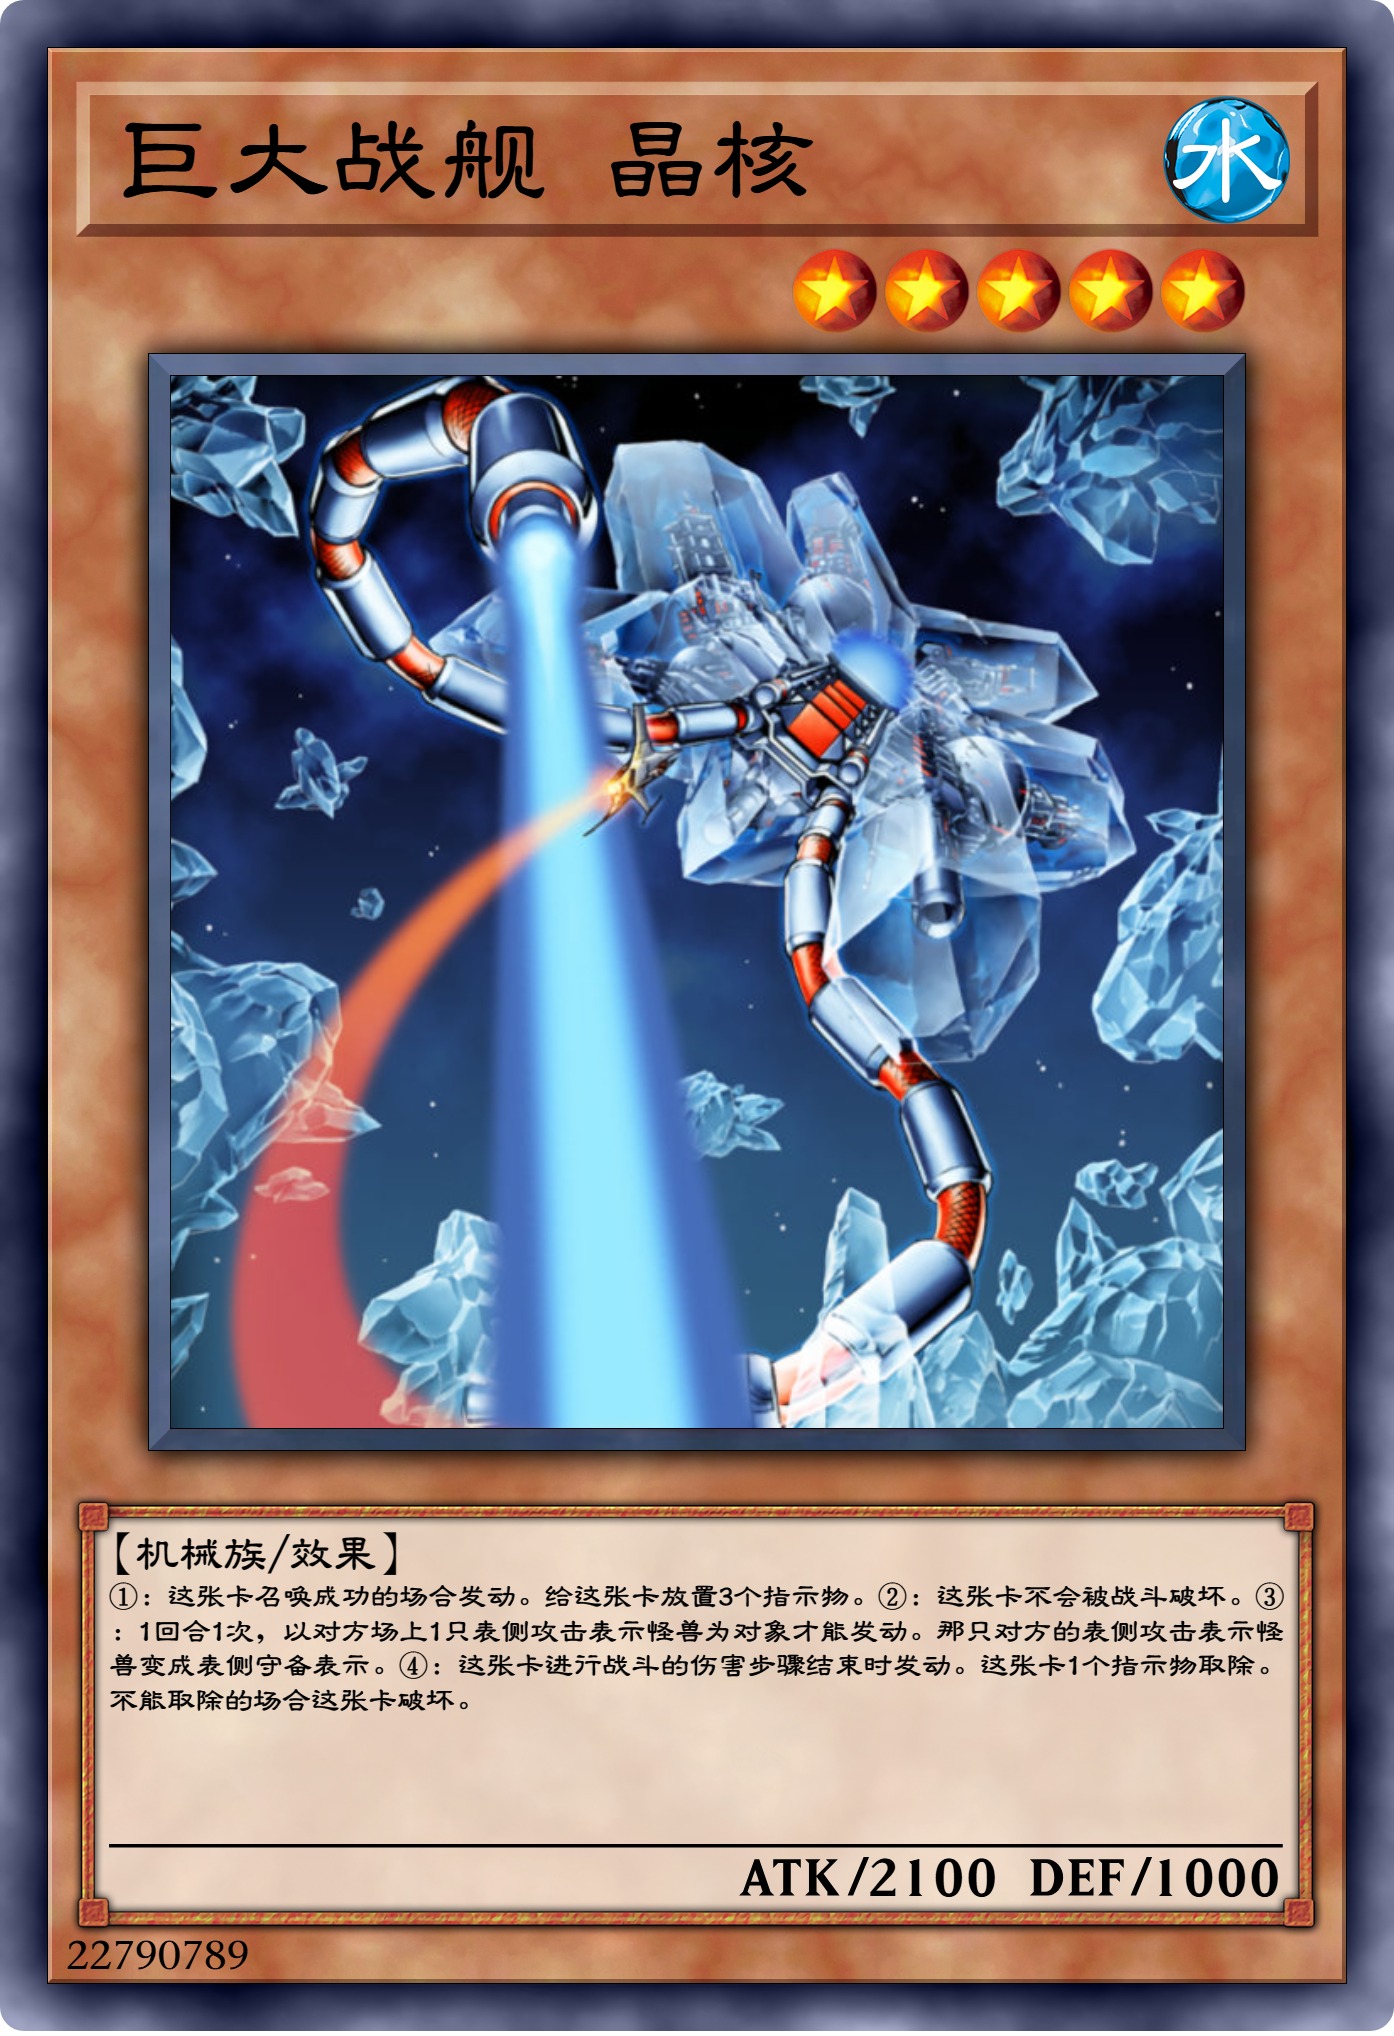 巨大战舰 晶核
水
【机械族/效果】
①：这张卡召唤成功的场合发动。给这张卡放置3个指示物。②：这张卡不会被战斗破坏。③
：1回合1次，以对方场上1只表侧攻击表示怪兽为对象才能发动。那只对方的表侧攻击表示怪
兽变成表侧守备表示。④：这张卡进行战斗的伤害步骤结束时发动。这张卡1个指示物取除。
不能取除的场合这张卡破坏。
ATK/2100 DEF/1000
22790789